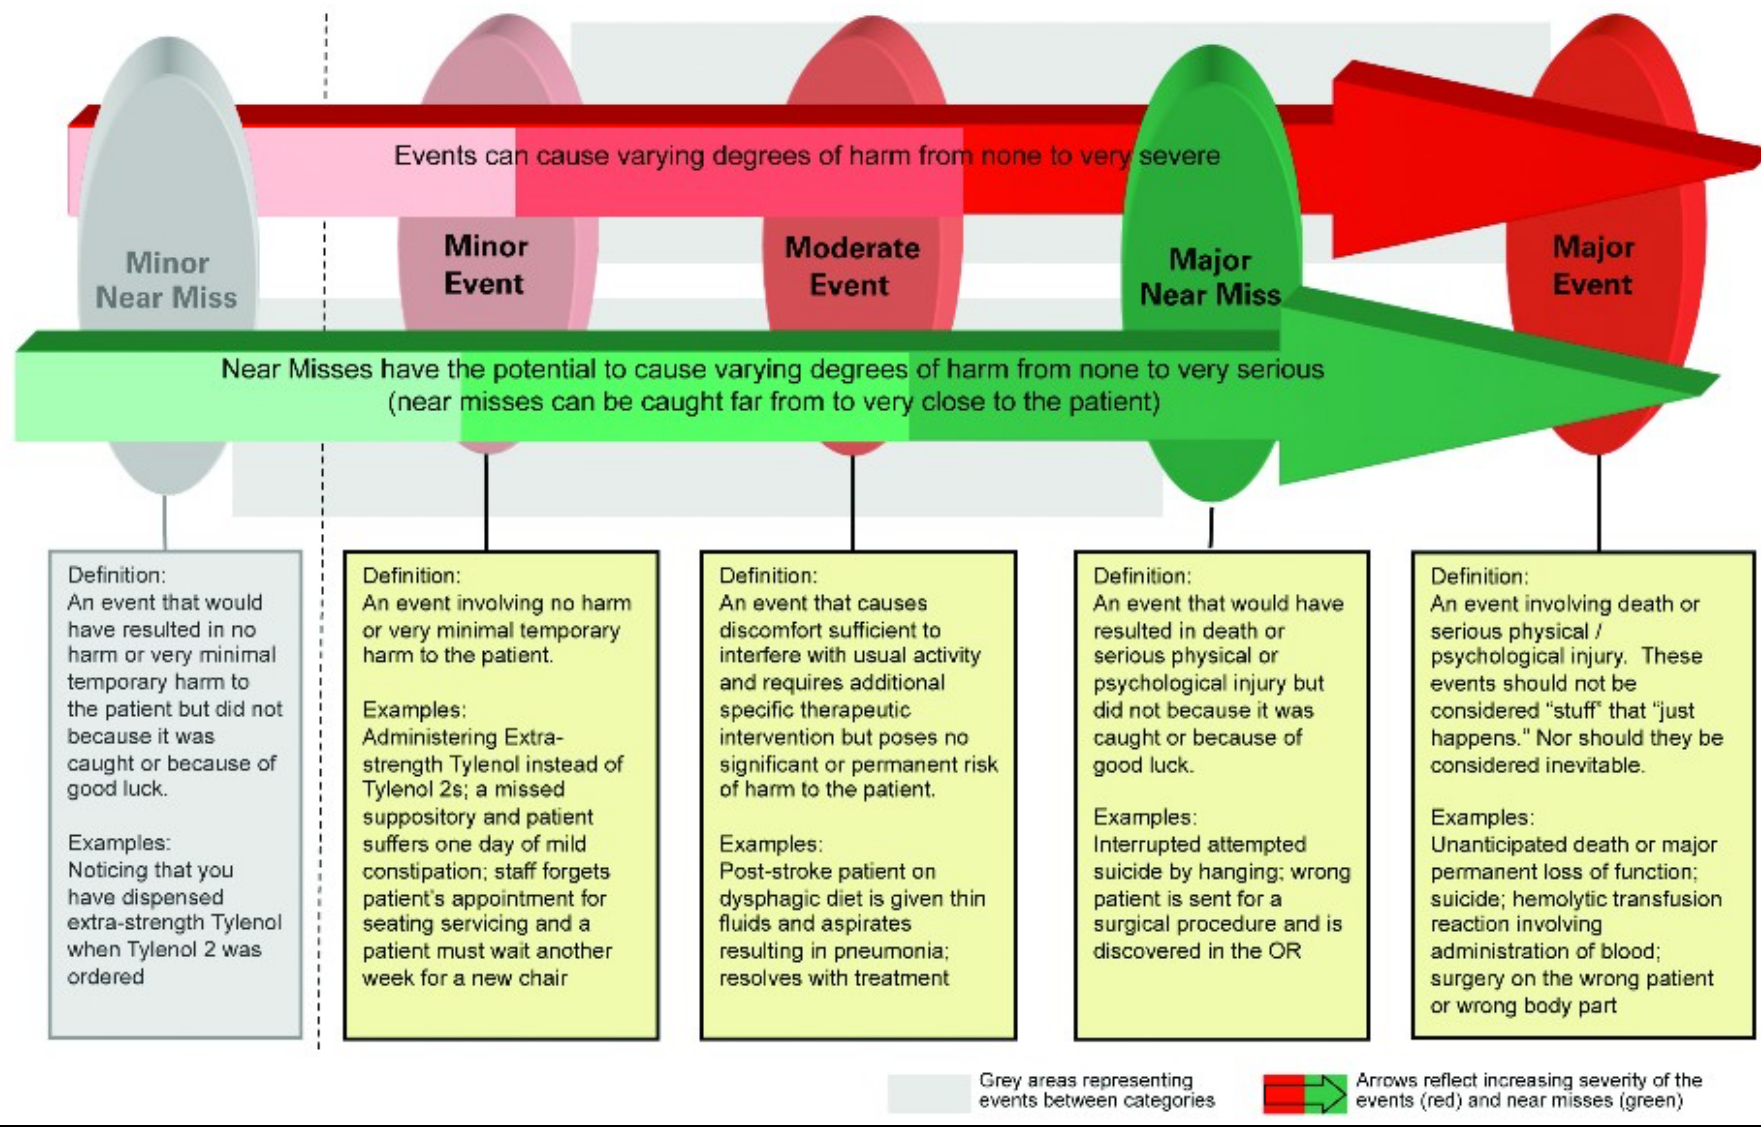 Events can cause varying degrees of harm from none to very severe
Minor
Near Miss
Minor
Event
Moderate
Event
Major
Near Miss
Major
Event
Near Misses have the potential to cause varying degrees of harm from none to very serious
(near misses can be caught far from to very close to the patient)
Definition:
An event that would
have resulted in no
harm or very minimal
temporary harm to
the patient but did not
because it was
caught or because of
good luck.
Examples:
Noticing that you
have dispensed
extra-strength Tylenol
when Tylenol 2 was
ordered
Definition:
An event involving no harm
or very minimal temporary
harm to the patient.
Examples:
Administering Extra-
strength Tylenol instead of
Tylenol 2s; a missed
suppository and patient
suffers one day of mild
constipation; staff forgets
patient's appointment for
seating servicing and a
patient must wait another
week for a new chair
Definition:
An event that causes
discomfort sufficient to
interfere with usual activity
and requires additional
specific therapeutic
intervention but poses no
significant or permanent risk
of harm to the patient.
Examples:
Post-stroke patient on
dysphagic diet is given thin
fluids and aspirates
resulting in pneumonia;
resolves with treatment
Definition:
An event that would have
resulted in death or
serious physical or
psychological injury but
did not because it was
caught or because of
good luck.
Examples:
Interrupted attempted
suicide by hanging; wrong
patient is sent for a
surgical procedure and is
discovered in the OR
Definition:
An event involving death or
serious physical /
psychological injury.  These
events should not be
considered “stuff” that “just
happens.” Nor should they be
considered inevitable.
Examples:
Unanticipated death or major
permanent loss of function;
suicide; hemolytic transfusion
reaction involving
administration of blood;
surgery on the wrong patient
or wrong body part
Grey areas representing
events between categories
Arrows reflect increasing severity of the
events (red) and near misses (green)